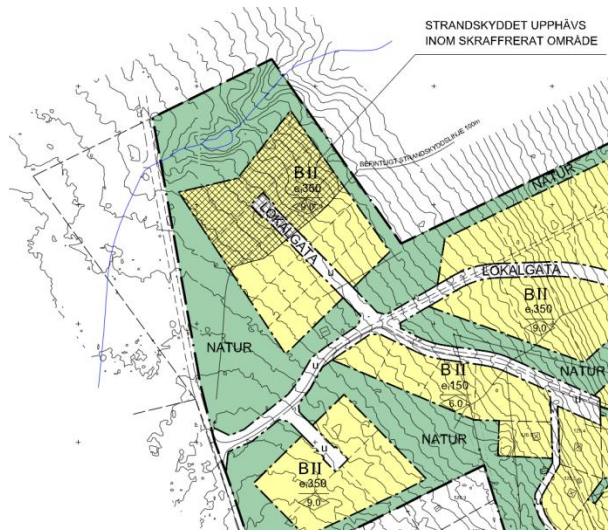 STRANDSKYDDET UPPHÄVS
INOM SKRAFFRERAT OMRÅDE
BEFINTLIGT STRANDSKYDDSLINJE 100m
NATUR
BII
e₁350
9.0
LOKALGATA
u
LOKALGATA
BII
e₁350
9.0
NATUR
NATUR
BII
e₁150
6.0
u
u
NATUR
u
BII
e₁350
9.0